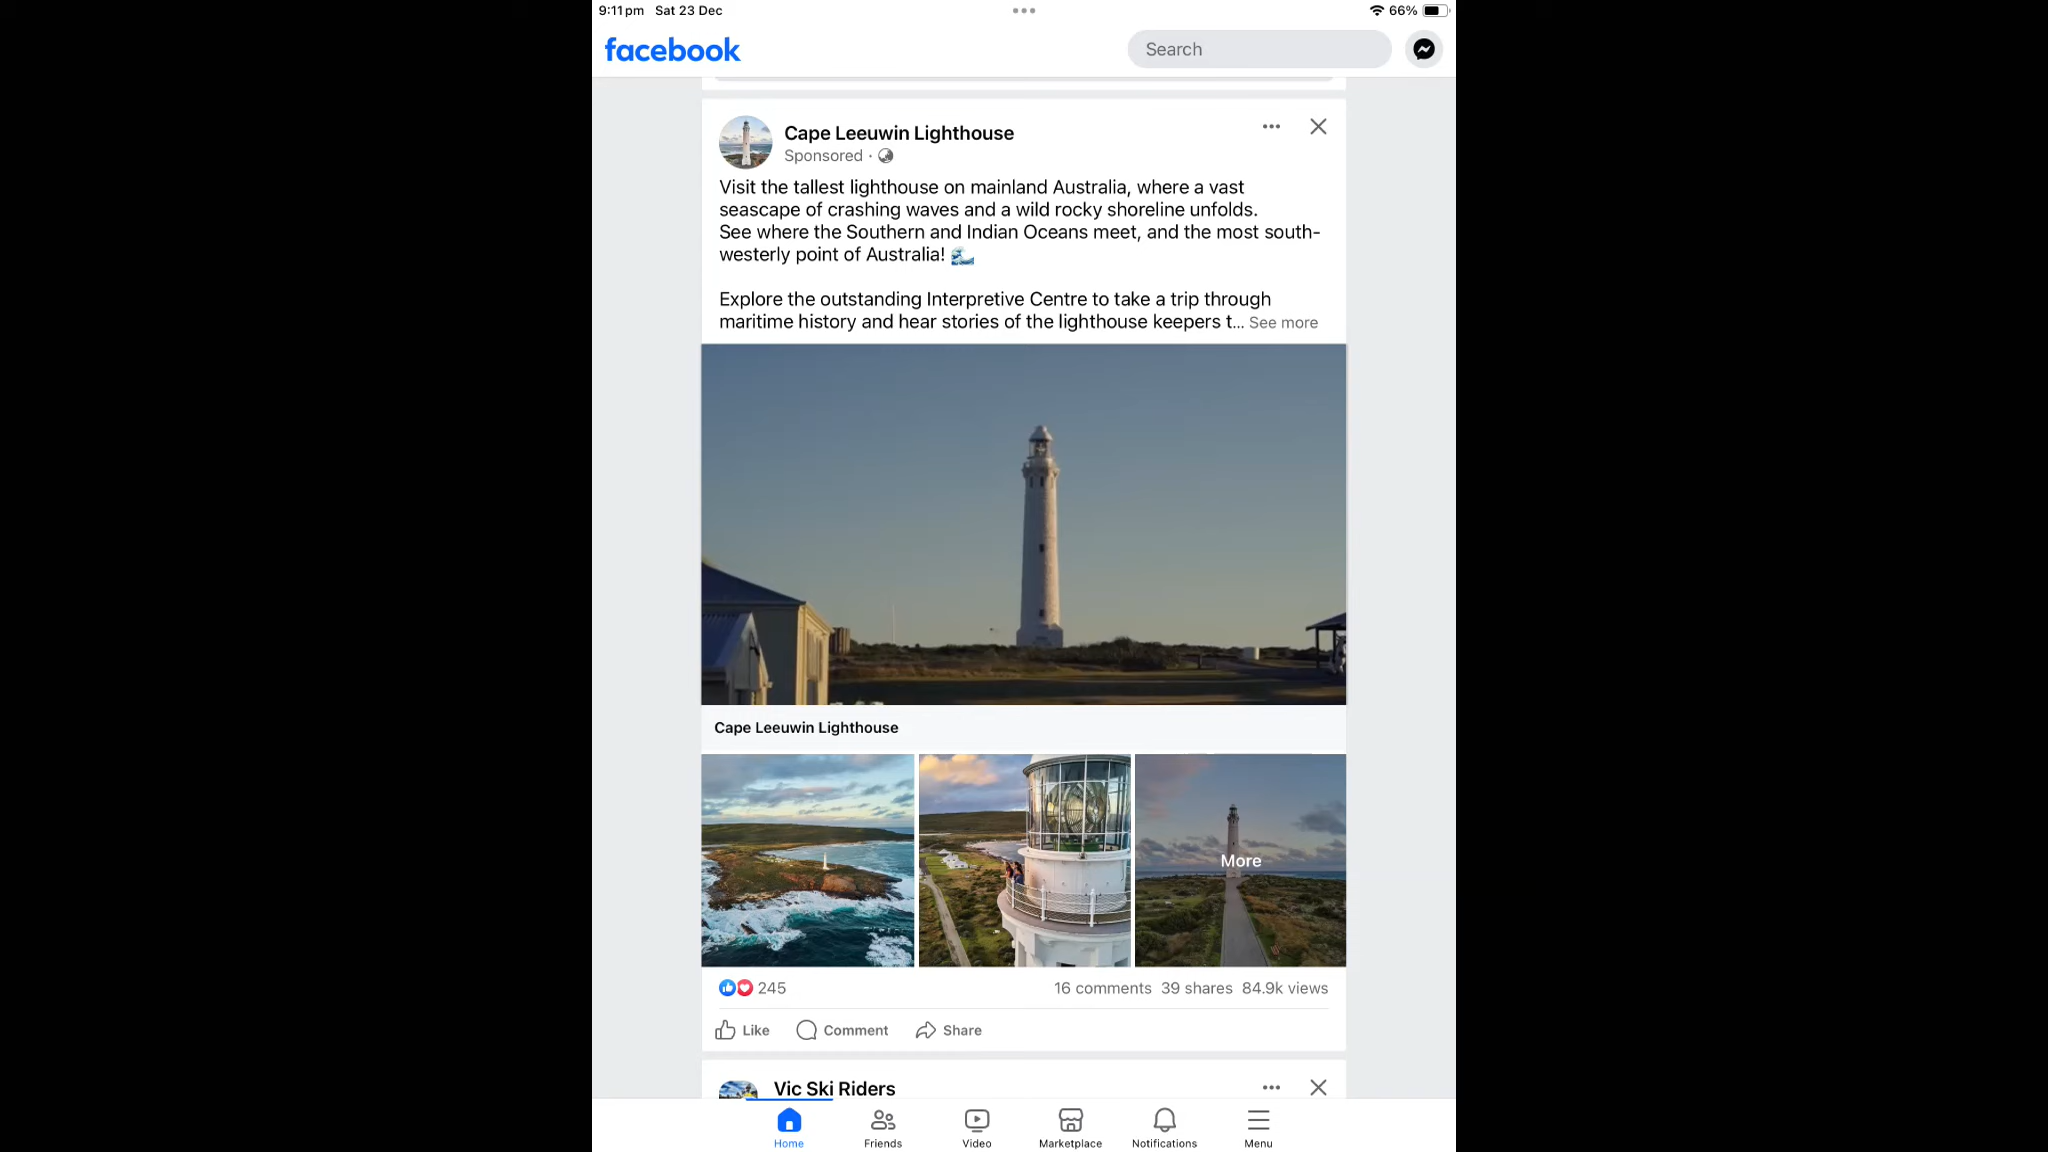 9:11pm Sat 23 Dec
66%
facebook
Search
Cape Leeuwin Lighthouse
Sponsored ·
Visit the tallest lighthouse on mainland Australia, where a vast
seascape of crashing waves and a wild rocky shoreline unfolds.
See where the Southern and Indian Oceans meet, and the most south-
westerly point of Australia! 🌊
Explore the outstanding Interpretive Centre to take a trip through
maritime history and hear stories of the lighthouse keepers t... See more
Cape Leeuwin Lighthouse
More
245
16 comments 39 shares 84.9k views
Like Comment Share
Vic Ski Riders
Home Friends Video Marketplace Notifications Menu